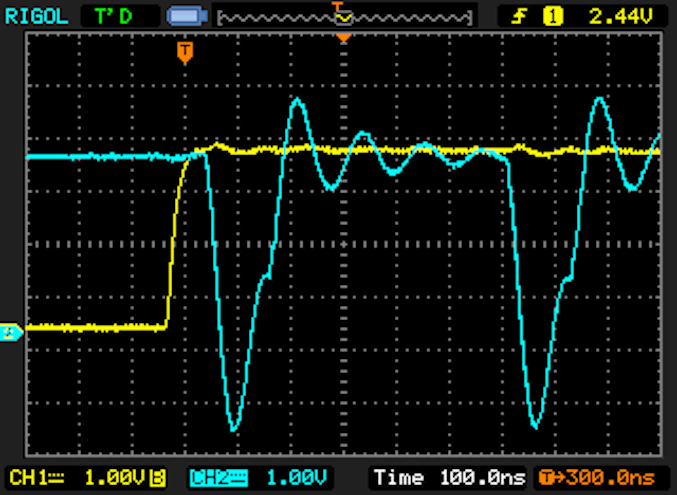 RIGOL T'D T 1 2.44V
T
CH1 1.00V B CH2 1.00V Time 100.0ns T→300.0ns